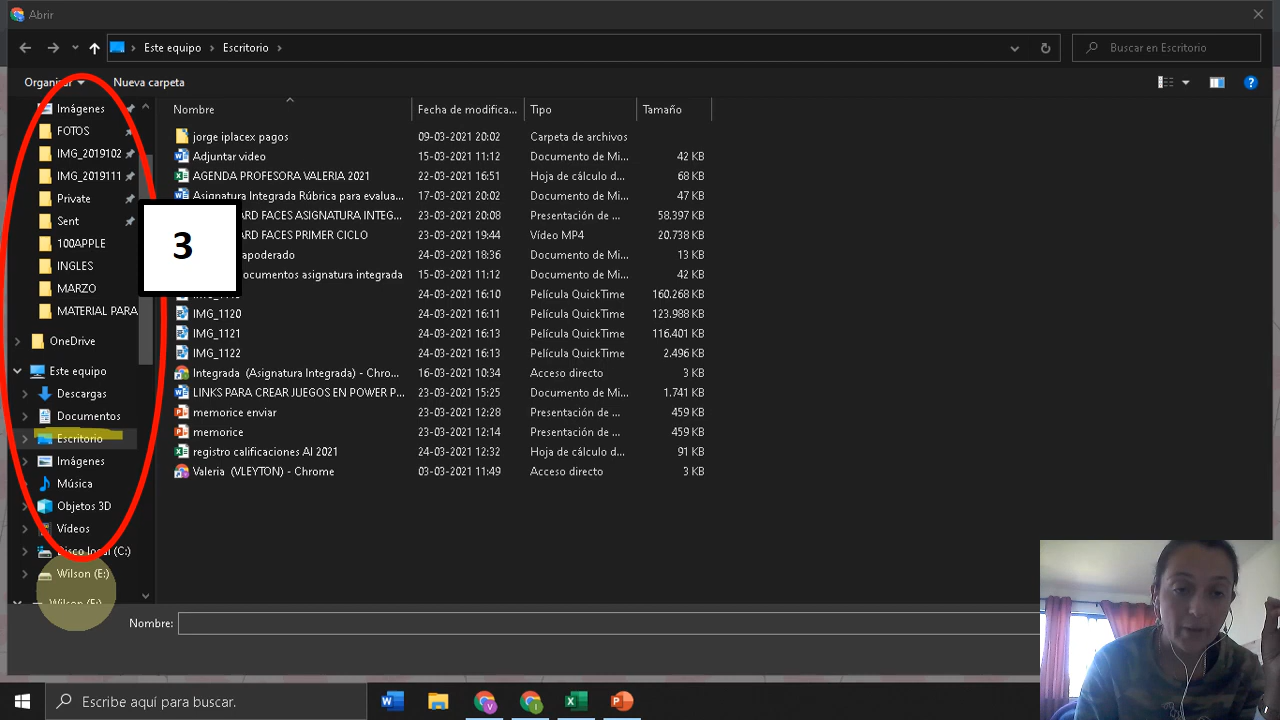 Abrir
Este equipo
Escritorio
Buscar en Escritorio
Organizar
Nueva carpeta
Imágenes
FOTOS
IMG_2019102
IMG_2019111
Private
Sent
100APPLE
INGLES
MARZO
MATERIAL PARA
OneDrive
Este equipo
Descargas
Documentos
Escritorio
Imágenes
Música
Objetos 3D
Vídeos
Disco local (C:)
Wilson (E:)
Wilson (E:)
3
Nombre Fecha de modifica... Tipo Tamaño
jorge iplacex pagos 09-03-2021 20:02 Carpeta de archivos
Adjuntar video 15-03-2021 11:12 Documento de Mi... 42 KB
AGENDA PROFESORA VALERIA 2021 22-03-2021 16:51 Hoja de cálculo d... 68 KB
Asignatura Integrada Rúbrica para evalua... 17-03-2021 20:02 Documento de Mi... 47 KB
ARD FACES ASIGNATURA INTEG... 23-03-2021 20:08 Presentación de ... 58.397 KB
ARD FACES PRIMER CICLO 23-03-2021 19:44 Vídeo MP4 20.738 KB
apoderado 24-03-2021 18:36 Documento de Mi... 13 KB
ocumentos asignatura integrada 15-03-2021 11:12 Documento de Mi... 42 KB
24-03-2021 16:10 Película QuickTime 160.268 KB
IMG_1120 24-03-2021 16:11 Película QuickTime 123.988 KB
IMG_1121 24-03-2021 16:13 Película QuickTime 116.401 KB
IMG_1122 24-03-2021 16:13 Película QuickTime 2.496 KB
Integrada (Asignatura Integrada) - Chro... 16-03-2021 10:34 Acceso directo 3 KB
LINKS PARA CREAR JUEGOS EN POWER P... 23-03-2021 15:25 Documento de Mi... 1.741 KB
memorice enviar 23-03-2021 12:28 Presentación de ... 459 KB
memorice 23-03-2021 12:14 Presentación de ... 459 KB
registro calificaciones AI 2021 24-03-2021 12:32 Hoja de cálculo d... 91 KB
Valeria (VLEYTON) - Chrome 03-03-2021 11:49 Acceso directo 3 KB
Nombre:
Escribe aquí para buscar.